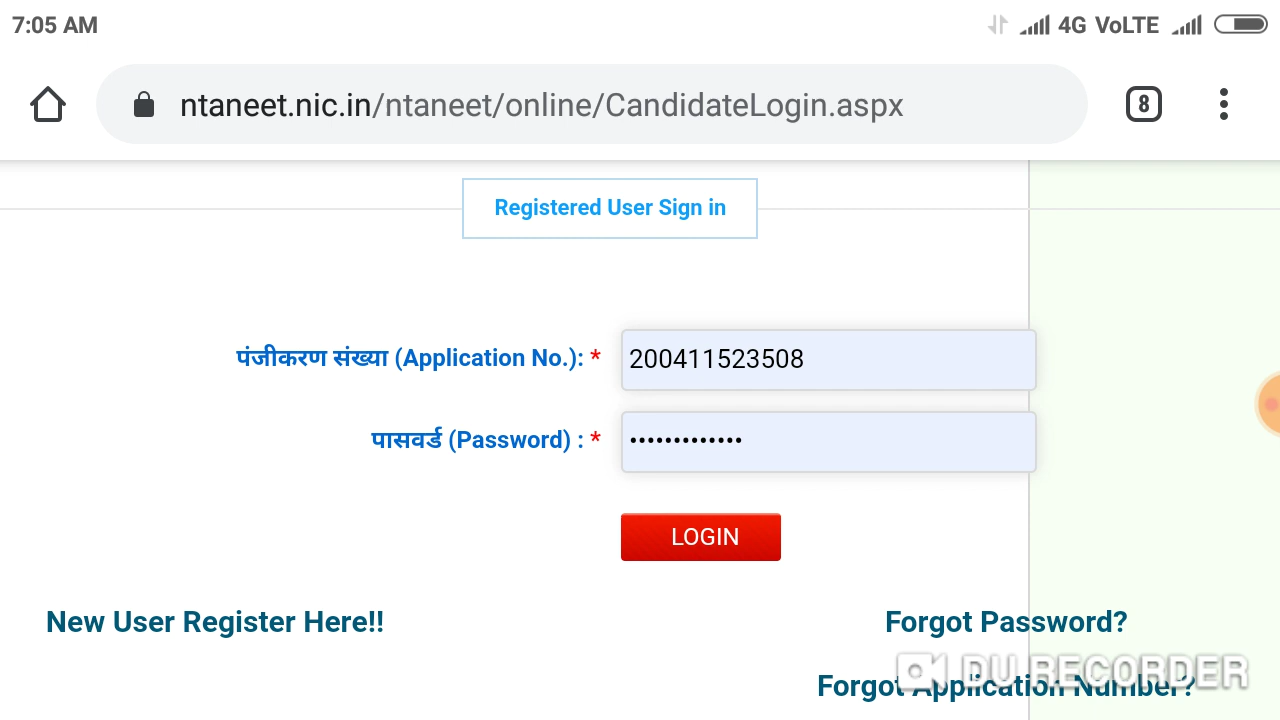 7:05 AM 4G VoLTE
ntaneet.nic.in/ntaneet/online/CandidateLogin.aspx 8
Registered User Sign in
पंजीकरण संख्या (Application No.): * 200411523508
पासवर्ड (Password) : * •••••••••••••
LOGIN
New User Register Here!! Forgot Password?
DU RECORDER
Forgot Application Number?